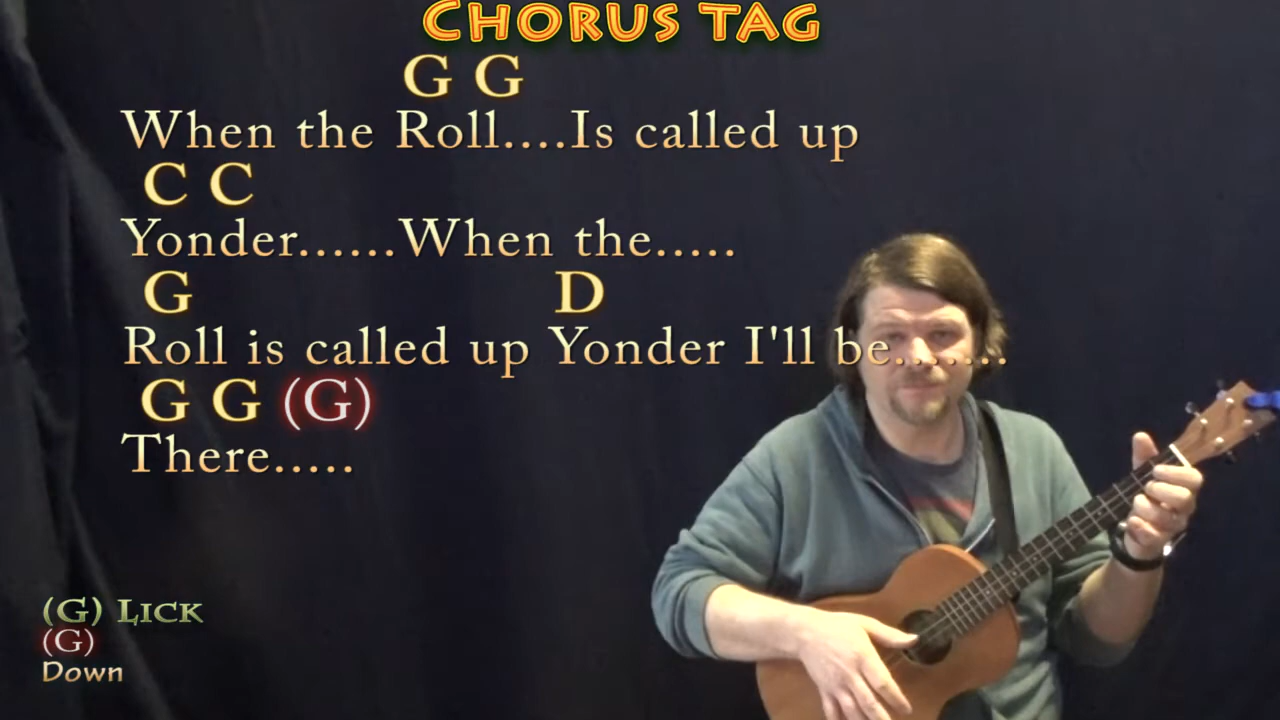 CHORUS TAG
G G
When the Roll....Is called up
C C
Yonder......When the.....
G D
Roll is called up Yonder I'll be.......
G G (G)
There.....
(G) LICK
(G)
Down